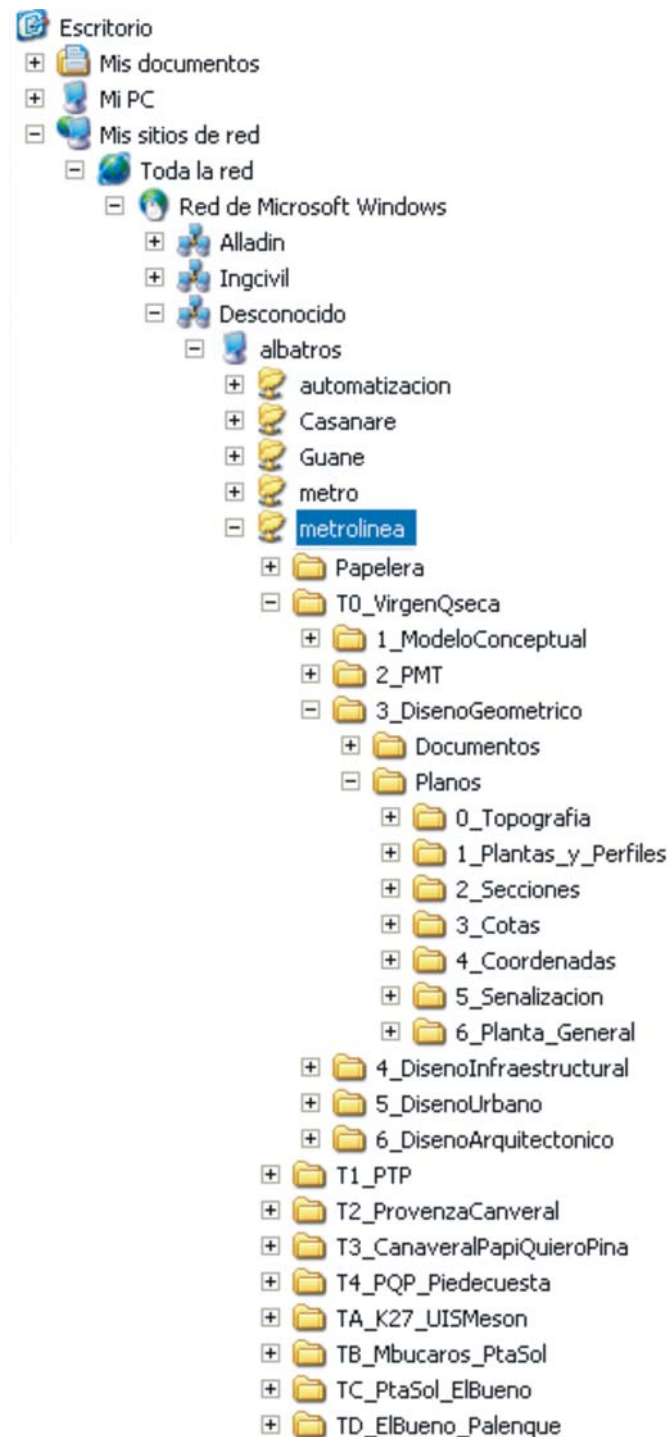 Escritorio
Mis documentos
Mi PC
Mis sitios de red
Toda la red
Red de Microsoft Windows
Alladin
Ingcivil
Desconocido
albatros
automatizacion
Casanare
Guane
metro
metrolinea
Papelera
T0_VirgenQseca
1_ModeloConceptual
2_PMT
3_DisenoGeometrico
Documentos
Planos
0_Topografia
1_Plantas_y_Perfiles
2_Secciones
3_Cotas
4_Coordenadas
5_Senalizacion
6_Planta_General
4_DisenoInfraestructural
5_DisenoUrbano
6_DisenoArquitectonico
T1_PTP
T2_ProvenzaCanveral
T3_CanaveralPapiQuieroPina
T4_PQP_Piedecuesta
TA_K27_UISMeson
TB_Mbucaros_PtaSol
TC_PtaSol_ElBueno
TD_ElBueno_Palenque